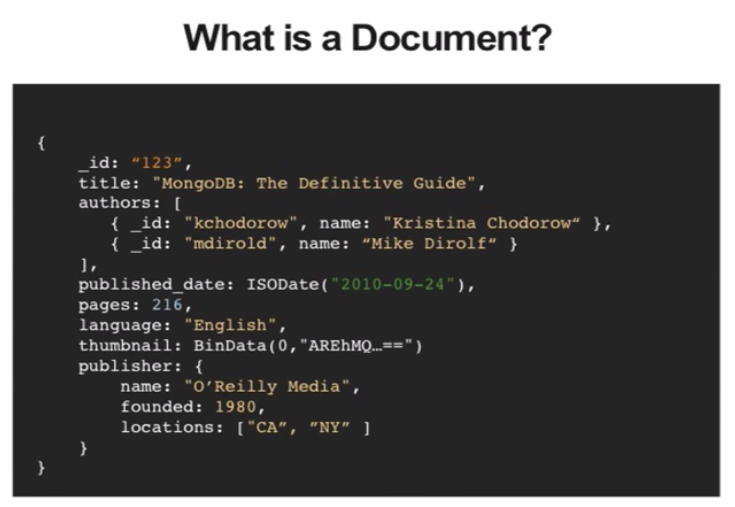 What is a Document?
{
_id: “123”,
title: "MongoDB: The Definitive Guide",
authors: [
{ _id: "kchodorow", name: "Kristina Chodorow“ },
{ _id: "mdirold", name: “Mike Dirolf“ }
],
published_date: ISODate("2010-09-24"),
pages: 216,
language: "English",
thumbnail: BinData(0,"AREhMQ…==")
publisher: {
name: "O’Reilly Media",
founded: 1980,
locations: ["CA”, ”NY” ]
}
}